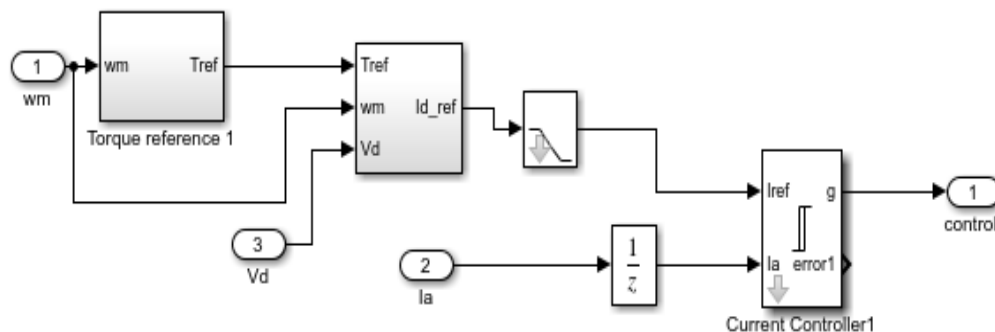 1
wm
wm
Tref
Torque reference 1
Tref
wm
Vd
Id_ref
3
Vd
2
Ia
1
z
Iref
g
Ia
error1
Current Controller1
1
control